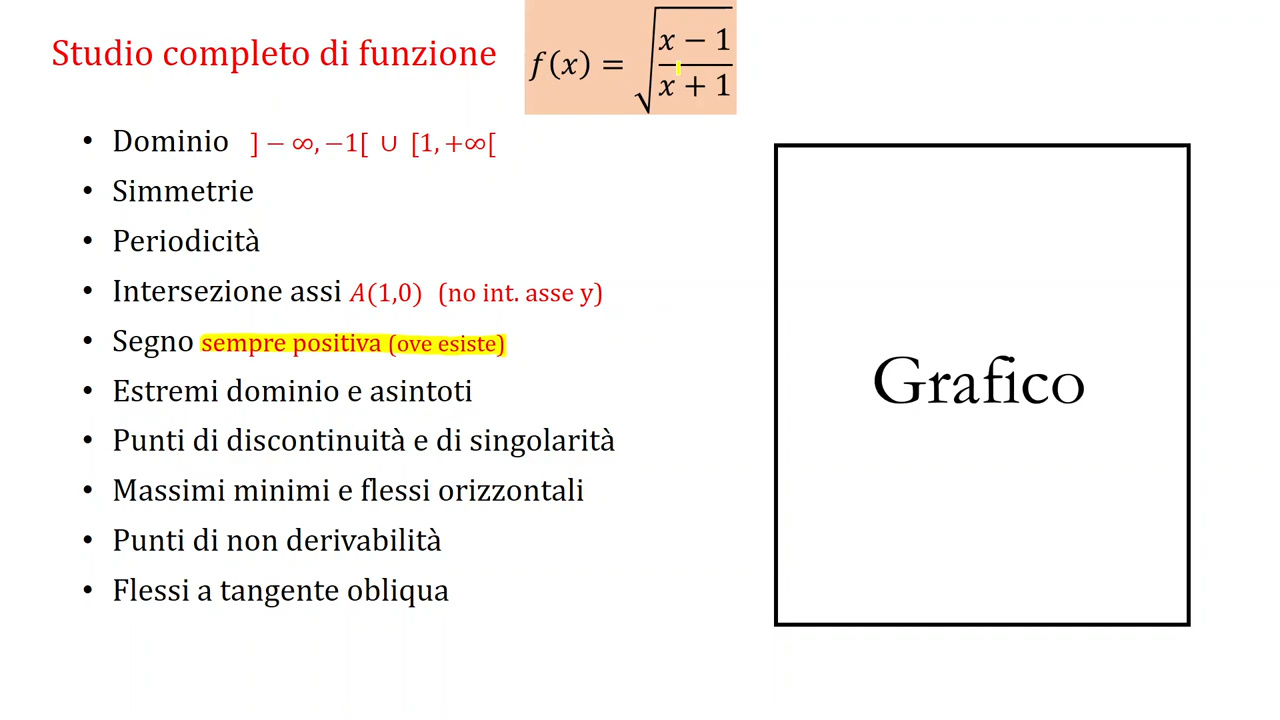 Studio completo di funzione
f(x) = √((x − 1)/(x + 1))
• Dominio ] − ∞, −1[ ∪ [1, +∞[
• Simmetrie
• Periodicità
• Intersezione assi A(1,0) (no int. asse y)
• Segno sempre positiva (ove esiste)
• Estremi dominio e asintoti
• Punti di discontinuità e di singolarità
• Massimi minimi e flessi orizzontali
• Punti di non derivabilità
• Flessi a tangente obliqua
Grafico